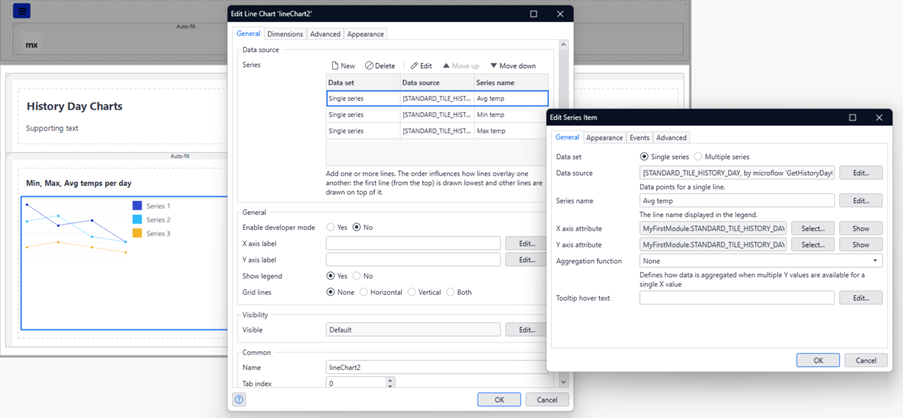 Auto-fill
mx
History Day Charts
Supporting text
Auto-fill
Min, Max, Avg temps per day
Series 1
Series 2
Series 3
Edit Line Chart 'lineChart2'
General Dimensions Advanced Appearance
Data source
Series
New Delete Edit Move up Move down
Data set Data source Series name
Single series [STANDARD_TILE_HIST... Avg temp
Single series [STANDARD_TILE_HIST... Min temp
Single series [STANDARD_TILE_HIST... Max temp
Add one or more lines. The order influences how lines overlay one
another: the first line (from the top) is drawn lowest and other lines are
drawn on top of it.
General
Enable developer mode Yes No
X axis label Edit...
Y axis label Edit...
Show legend Yes No
Grid lines None Horizontal Vertical Both
Visibility
Visible Default Edit...
Common
Name lineChart2
Tab index 0
? OK Cancel
Edit Series Item
General Appearance Events Advanced
Data set Single series Multiple series
Data source [STANDARD_TILE_HISTORY_DAY, by microflow 'GetHistoryDay Edit...
Data points for a single line.
Series name Avg temp Edit...
The line name displayed in the legend.
X axis attribute MyFirstModule.STANDARD_TILE_HISTORY_DAY Select... Show
Y axis attribute MyFirstModule.STANDARD_TILE_HISTORY_DAY Select... Show
Aggregation function None
Defines how data is aggregated when multiple Y values are available for a
single X value
Tooltip hover text Edit...
OK Cancel